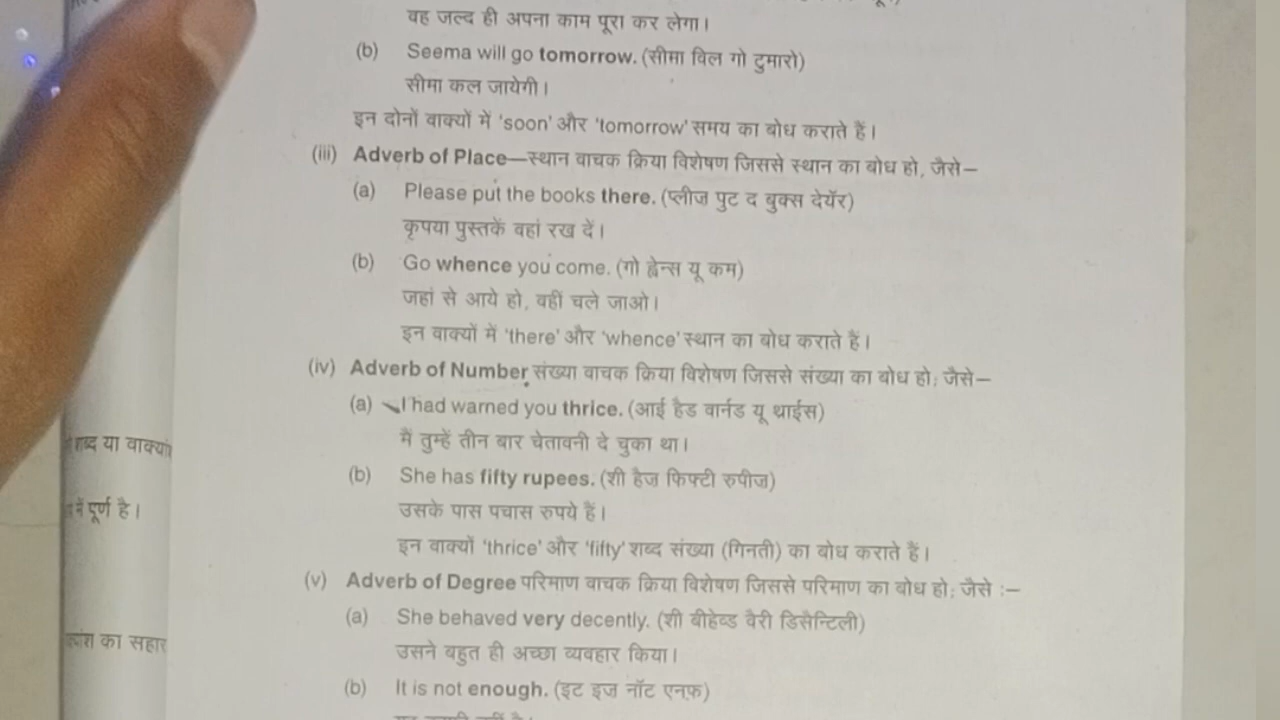 वह जल्द ही अपना काम पूरा कर लेगा।
(b) Seema will go tomorrow. (सीमा विल गो टुमारो)
सीमा कल जायेगी।
इन दोनों वाक्यों में 'soon' और 'tomorrow' समय का बोध कराते हैं।
(iii) Adverb of Place—स्थान वाचक क्रिया विशेषण जिससे स्थान का बोध हो, जैसे—
(a) Please put the books there. (प्लीज पुट द बुक्स देयॅर)
कृपया पुस्तकें वहां रख दें।
(b) Go whence you come. (गो ह्वेन्स यू कम)
जहां से आये हो, वहीं चले जाओ।
इन वाक्यों में 'there' और 'whence' स्थान का बोध कराते हैं।
(iv) Adverb of Number संख्या वाचक क्रिया विशेषण जिससे संख्या का बोध हो; जैसे—
(a) I had warned you thrice. (आई हैड वार्नड यू थाईस)
मैं तुम्हें तीन बार चेतावनी दे चुका था।
(b) She has fifty rupees. (शी हैज फिफ्टी रुपीज)
उसके पास पचास रुपये हैं।
इन वाक्यों 'thrice' और 'fifty' शब्द संख्या (गिनती) का बोध कराते हैं।
(v) Adverb of Degree परिमाण वाचक क्रिया विशेषण जिससे परिमाण का बोध हो; जैसे :—
(a) She behaved very decently. (शी बीहेव्ड वैरी डिसैन्टिली)
उसने बहुत ही अच्छा व्यवहार किया।
(b) It is not enough. (इट इज नॉट एनफ़)
शब्द या वाक्यां
में पूर्ण है।
का सहार